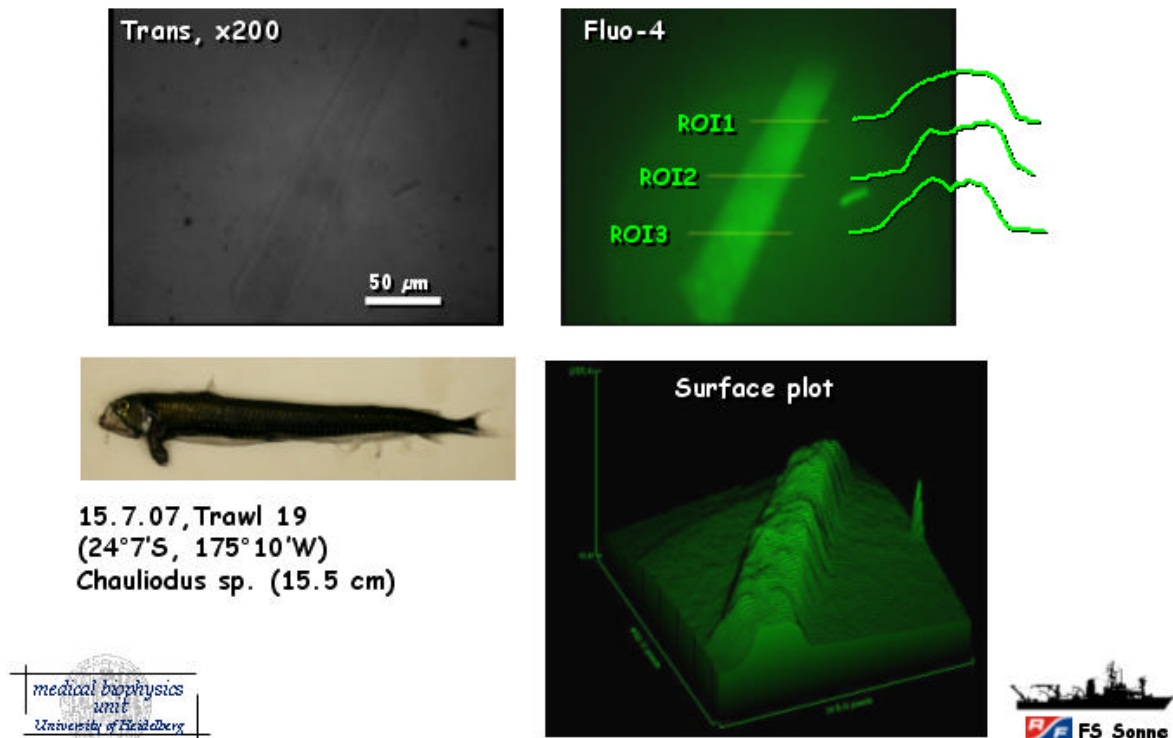 Trans, x200
50 µm
Fluo-4
ROI1
ROI2
ROI3
15.7.07, Trawl 19
(24°7'S, 175°10'W)
Chauliodus sp. (15.5 cm)
Surface plot
medical biophysics
unit
University of Heidelberg
RF FS Sonne